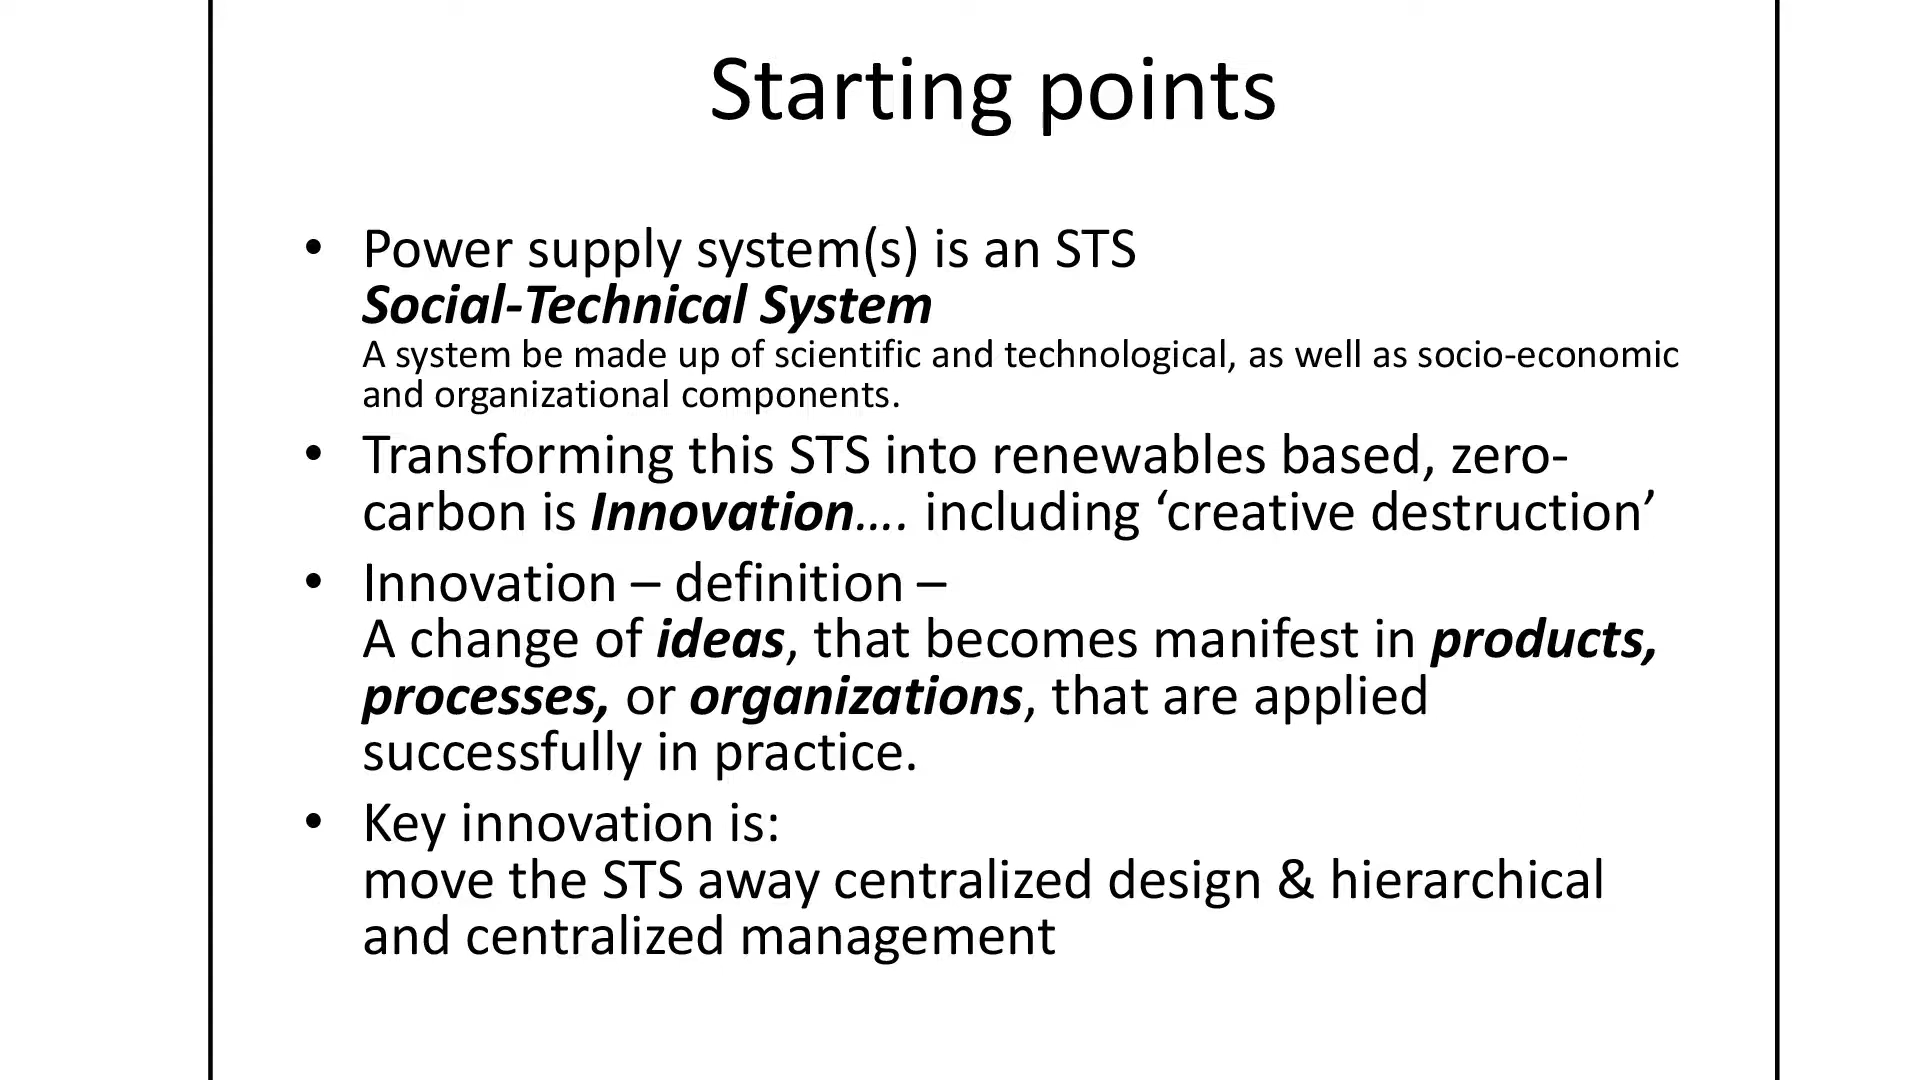 Starting points
• Power supply system(s) is an STS
Social-Technical System
A system be made up of scientific and technological, as well as socio-economic
and organizational components.
• Transforming this STS into renewables based, zero-
carbon is Innovation…. including ‘creative destruction’
• Innovation – definition –
A change of ideas, that becomes manifest in products,
processes, or organizations, that are applied
successfully in practice.
• Key innovation is:
move the STS away centralized design & hierarchical
and centralized management